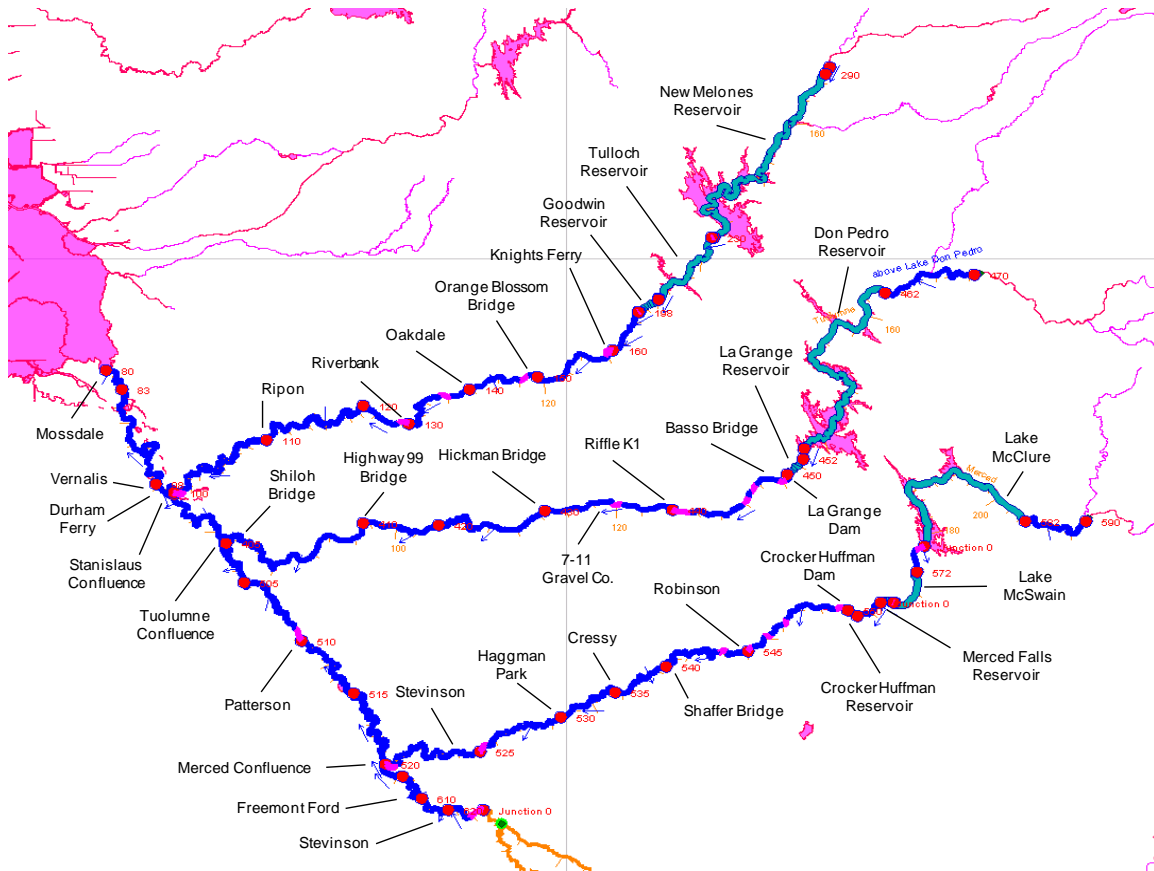 290
New Melones
Reservoir
160
Tulloch
Reservoir
Goodwin
Reservoir
Don Pedro
Reservoir
230
Knights Ferry
above Lake Don Pedro
470
462
Orange Blossom
Bridge
198
Tuolumne
160
Oakdale
La Grange
Reservoir
160
Riverbank
80
83
140
120
Ripon
120
130
Mossdale
110
Riffle K1
Basso Bridge
Lake
McClure
Hickman Bridge
452
Highway 99
Bridge
Shiloh
Bridge
450
Merced
Vernalis
100
Durham
Ferry
200
La Grange
Dam
582
590
120
100
180
Junction 0
Stanislaus
Confluence
7-11
Gravel Co.
Crocker Huffman
Dam
572
Lake
McSwain
Tuolumne
Confluence
Robinson
Junction 0
510
Cressy
545
Merced Falls
Reservoir
Haggman
Park
540
Patterson
515
Stevinson
535
Shaffer Bridge
Crocker Huffman
Reservoir
530
525
Merced Confluence
520
Freemont Ford
610
Junction 0
Stevinson